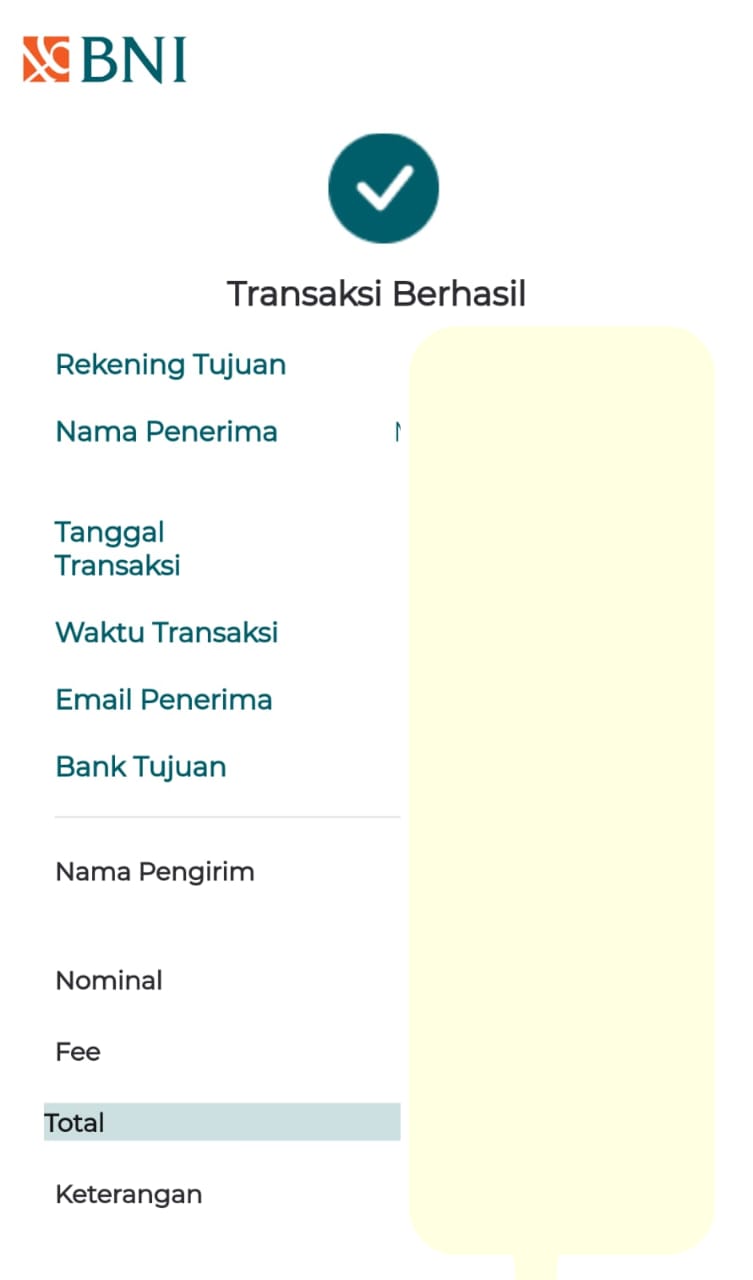 BNI
Transaksi Berhasil
Rekening Tujuan
Nama Penerima
Tanggal
Transaksi
Waktu Transaksi
Email Penerima
Bank Tujuan
Nama Pengirim
Nominal
Fee
Total
Keterangan